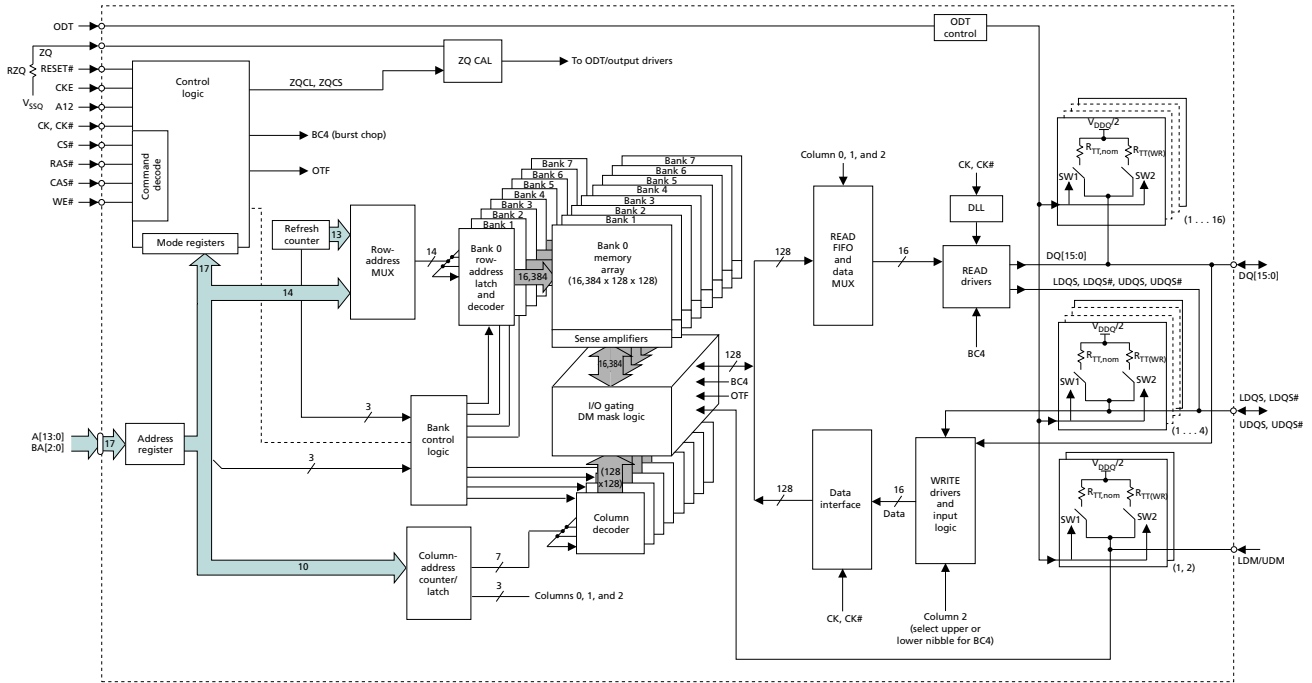 ODT
ODT
control
ZQ
RZQ
VSSQ
RESET#
CKE
A12
CK, CK#
CS#
RAS#
CAS#
WE#
Control
logic
Command
decode
Mode registers
ZQCL, ZQCS
ZQ CAL
To ODT/output drivers
BC4 (burst chop)
OTF
Refresh
counter
13
Row-
address
MUX
14
17
14
Bank 7
Bank 6
Bank 5
Bank 4
Bank 3
Bank 2
Bank 1
Bank 0
row-
address
latch
and
decoder
16,384
Bank 7
Bank 6
Bank 5
Bank 4
Bank 3
Bank 2
Bank 1
Bank 0
memory
array
(16,384 x 128 x 128)
Sense amplifiers
16,384
I/O gating
DM mask logic
128
BC4
OTF
(128
x128)
Column
decoder
A[13:0]
BA[2:0]
17
Address
register
3
3
Bank
control
logic
10
Column-
address
counter/
latch
7
3
Columns 0, 1, and 2
Column 0, 1, and 2
128
READ
FIFO
and
data
MUX
16
CK, CK#
DLL
READ
drivers
BC4
DQ[15:0]
LDQS, LDQS#, UDQS, UDQS#
VDDQ/2
RTT,nom
RTT(WR)
SW1
SW2
(1 . . . 16)
DQ[15:0]
VDDQ/2
RTT,nom
RTT(WR)
SW1
SW2
(1 . . . 4)
LDQS, LDQS#
UDQS, UDQS#
VDDQ/2
RTT,nom
RTT(WR)
SW1
SW2
(1, 2)
LDM/UDM
128
Data
interface
16
Data
WRITE
drivers
and
input
logic
CK, CK#
Column 2
(select upper or
lower nibble for BC4)